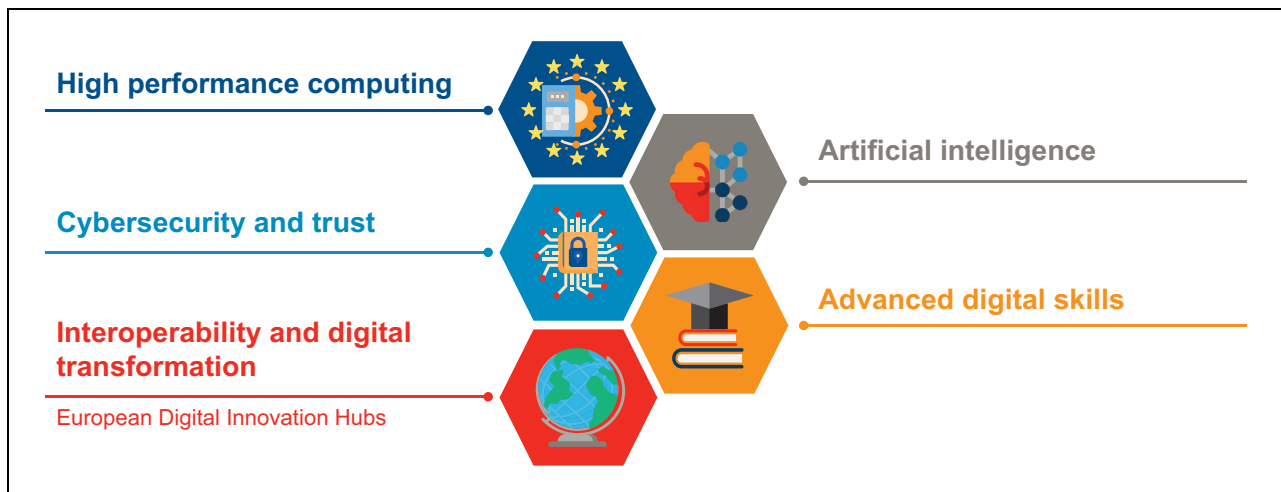 High performance computing
Artificial intelligence
Cybersecurity and trust
Advanced digital skills
Interoperability and digital
transformation
European Digital Innovation Hubs